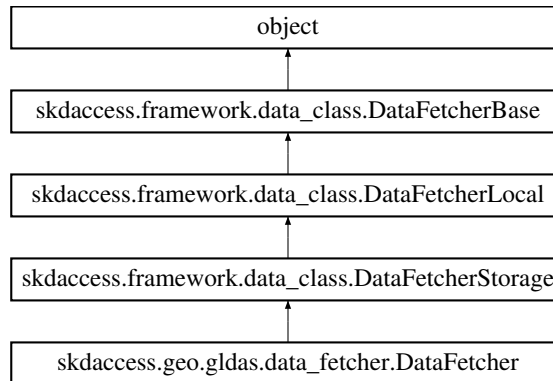 object
skdaccess.framework.data_class.DataFetcherBase
skdaccess.framework.data_class.DataFetcherLocal
skdaccess.framework.data_class.DataFetcherStorage
skdaccess.geo.gldas.data_fetcher.DataFetcher